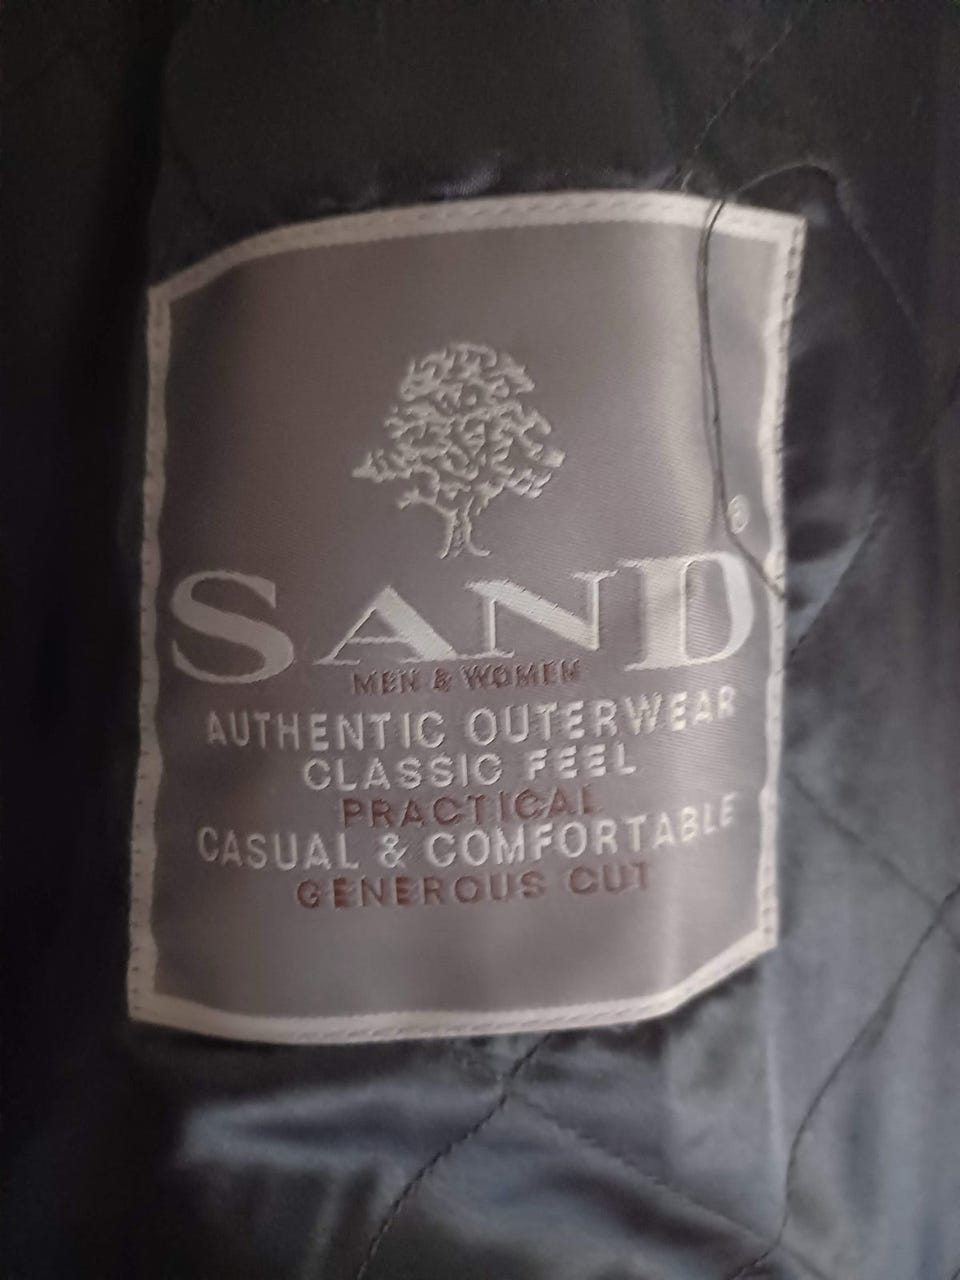 SAND®
MEN & WOMEN
AUTHENTIC OUTERWEAR
CLASSIC FEEL
PRACTICAL
CASUAL & COMFORTABLE
GENEROUS CUT